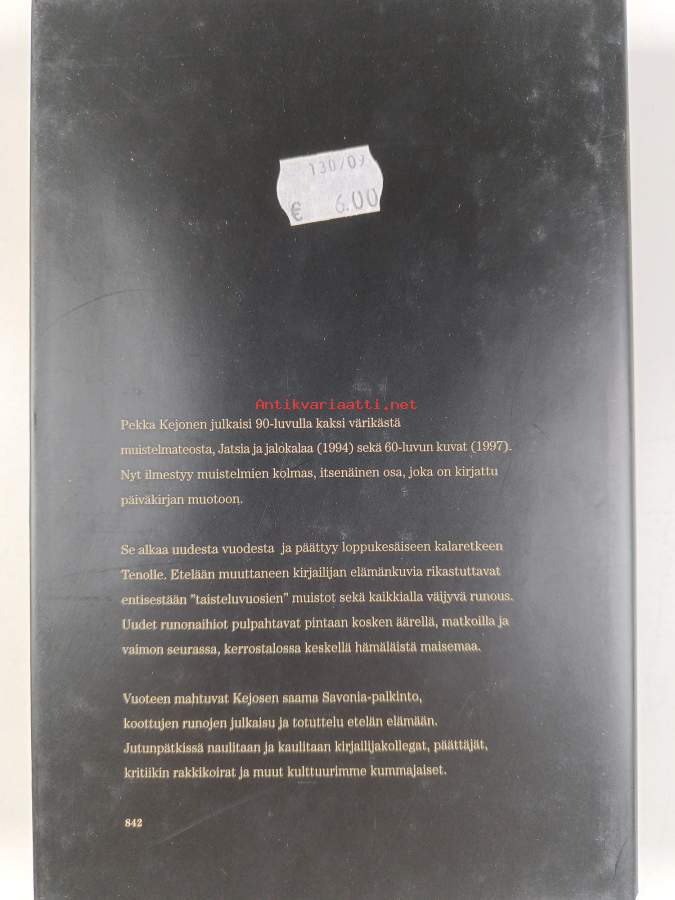 130/09
€ 6.00
Antikvariaatti.net
Pekka Kejonen julkaisi 90-luvulla kaksi värikästä
muistelmateosta, Jatsia ja jalokalaa (1994) sekä 60-luvun kuvat (1997).
Nyt ilmestyy muistelmien kolmas, itsenäinen osa, joka on kirjattu
päiväkirjan muotoon.
Se alkaa uudesta vuodesta ja päättyy loppukesäiseen kalaretkeen
Tenolle. Etelään muuttaneen kirjailijan elämänkuvia rikastuttavat
entisestään "taisteluvuosien" muistot sekä kaikkialla väijyvä runous.
Uudet runonaihiot pulpahtavat pintaan kosken äärellä, matkoilla ja
vaimon seurassa, kerrostalossa keskellä hämäläistä maisemaa.
Vuoteen mahtuvat Kejosen saama Savonia-palkinto,
koottujen runojen julkaisu ja totuttelu etelän elämään.
Jutunpätkissä naulitaan ja kaulitaan kirjailijakollegat, päättäjät,
kritiikin rakkikoirat ja muut kulttuurimme kummajaiset.
842